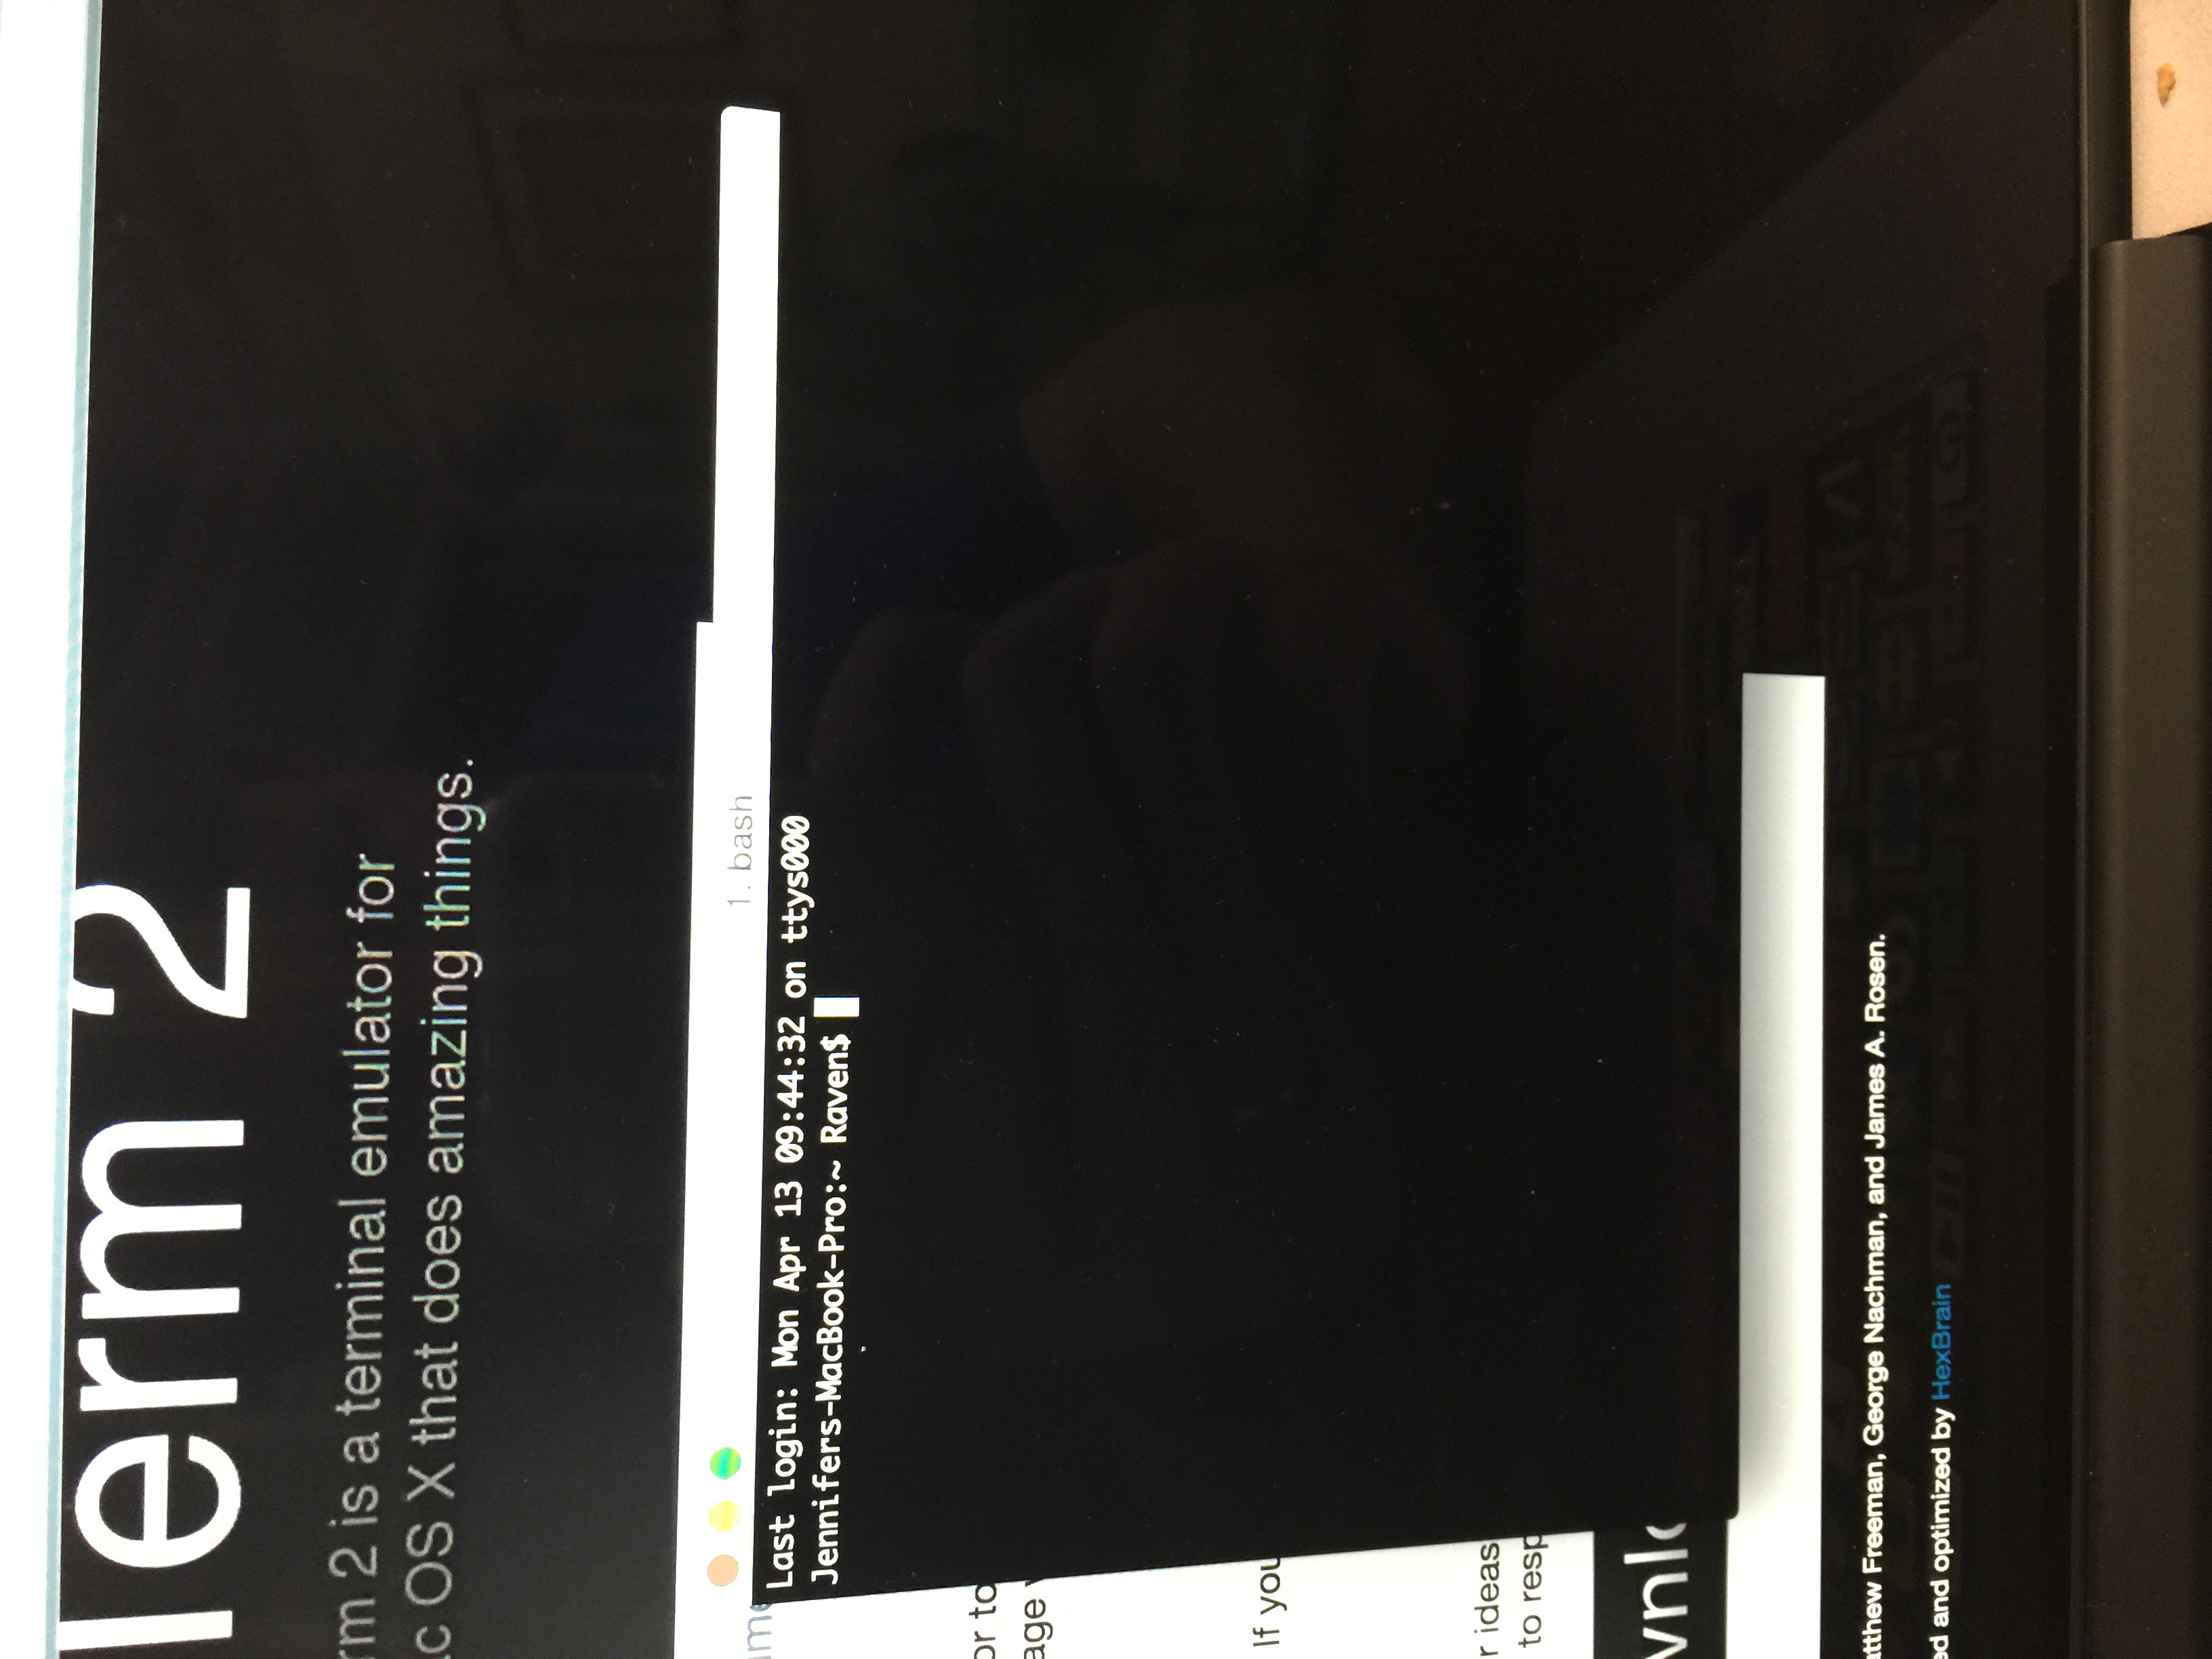 Term 2
rm 2 is a terminal emulator for
c OS X that does amazing things.
1. bash
Last login: Mon Apr 13 09:44:32 on ttys000
Jennifers-MacBook-Pro:~ Raven$
or to
age
If you
r ideas
to resp
wnlo
atthew Freeman, George Nachman, and James A. Rosen.
ed and optimized by HexBrain